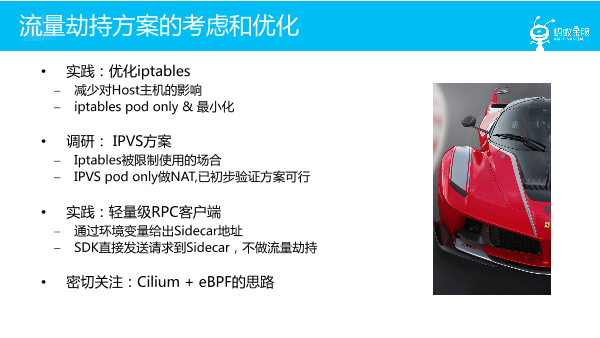 流量劫持方案的考虑和优化
蚂蚁金服
ANT FINANCIAL
• 实践：优化iptables
– 减少对Host主机的影响
– iptables pod only & 最小化
• 调研： IPVS方案
– Iptables被限制使用的场合
– IPVS pod only做NAT,已初步验证方案可行
• 实践：轻量级RPC客户端
– 通过环境变量给出Sidecar地址
– SDK直接发送请求到Sidecar，不做流量劫持
• 密切关注：Cilium + eBPF的思路